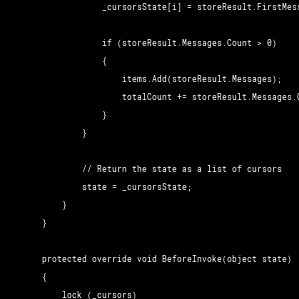 _cursorsState[i] = storeResult.FirstMess
if (storeResult.Messages.Count > 0)
{
items.Add(storeResult.Messages);
totalCount += storeResult.Messages.C
}
}
// Return the state as a list of cursors
state = _cursorsState;
}
}
protected override void BeforeInvoke(object state)
{
lock (_cursors)